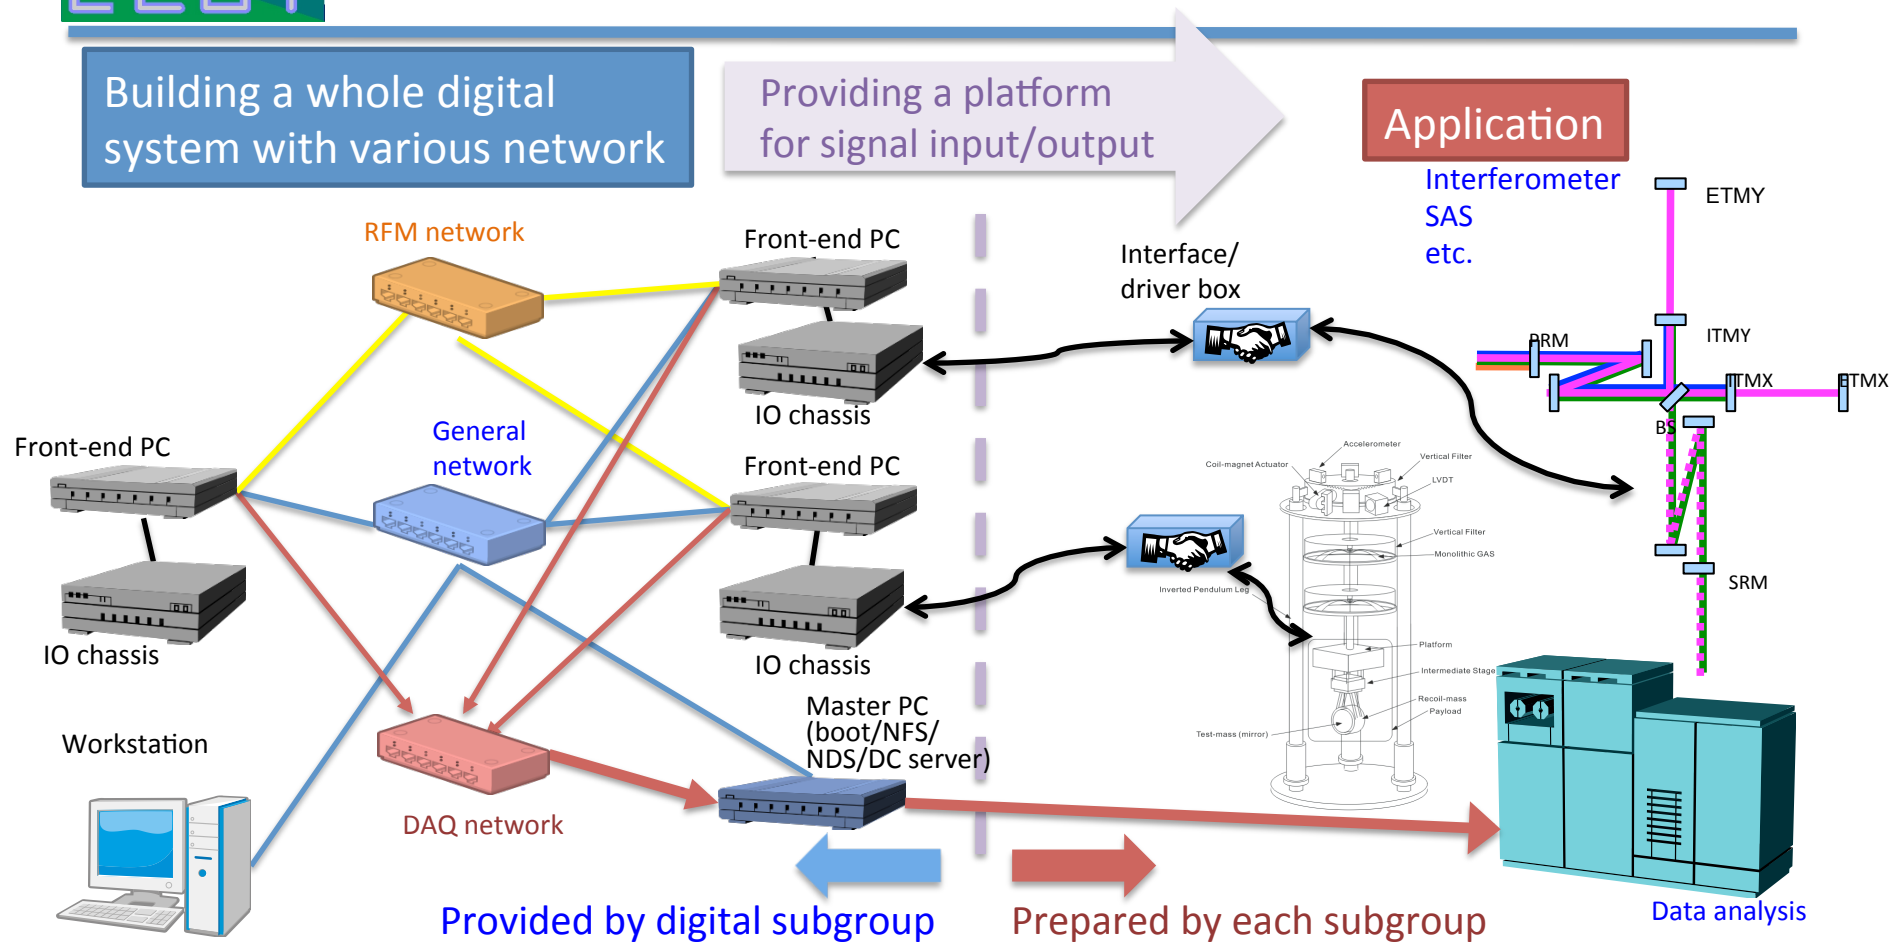 Building a whole digital
system with various network
Providing a platform
for signal input/output
Application
Interferometer
SAS
etc.
ETMY
RFM network
Front-end PC
Interface/
driver box
PRM
ITMY
ITMX
ETMX
IO chassis
BS
General
network
Front-end PC
Front-end PC
Accelerometer
Coil-magnet Actuator
Vertical Filter
LVDT
Vertical Filter
Monolithic GAS
Inverted Pendulum Leg
SRM
IO chassis
IO chassis
Platform
Intermediate Stage
Recoil-mass
Payload
Test-mass (mirror)
Master PC
(boot/NFS/
NDS/DC server)
Workstation
DAQ network
Provided by digital subgroup
Prepared by each subgroup
Data analysis